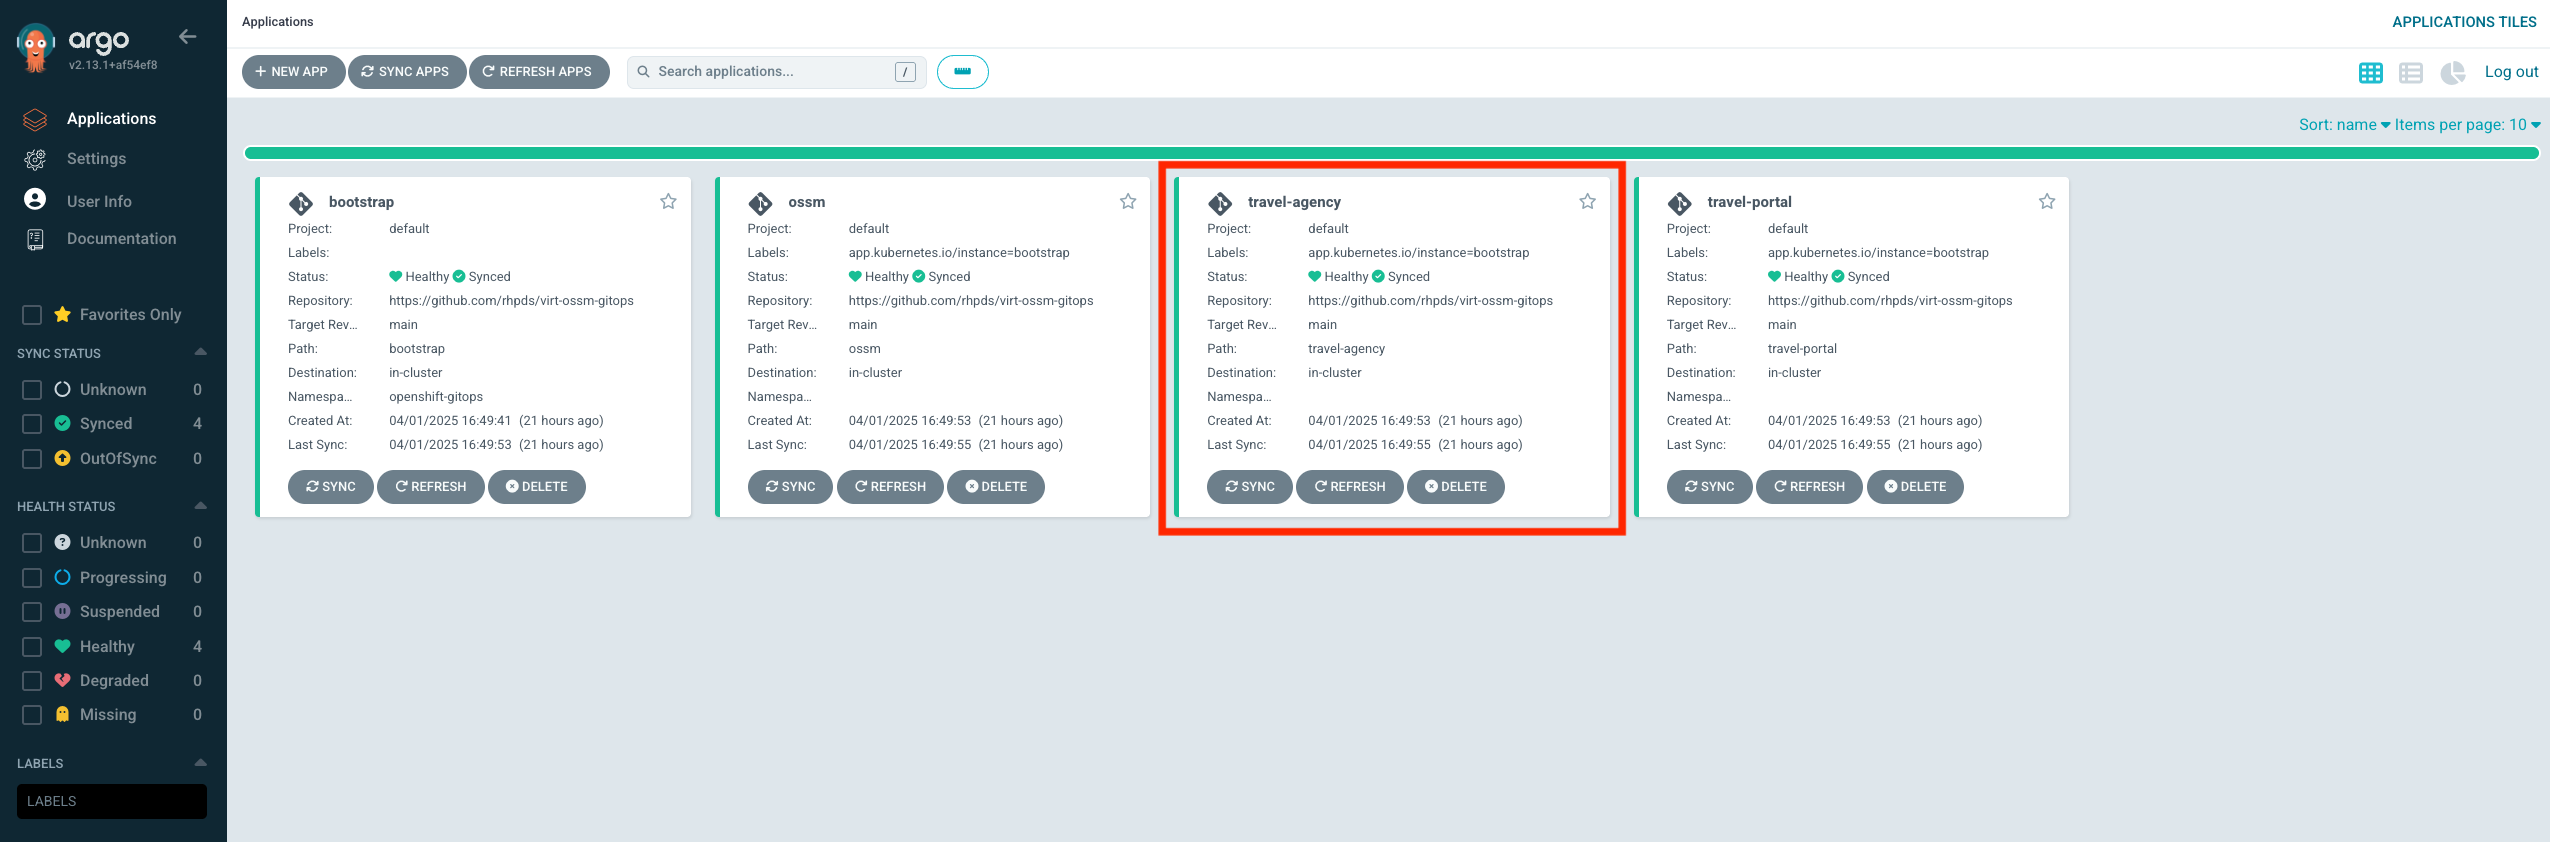 argo
v2.13.1+af54ef8
Applications
Settings
User Info
Documentation
Favorites Only
SYNC STATUS
Unknown 0
Synced 4
OutOfSync 0
HEALTH STATUS
Unknown 0
Progressing 0
Suspended 0
Healthy 4
Degraded 0
Missing 0
LABELS
LABELS
Applications
APPLICATIONS TILES
+ NEW APP SYNC APPS REFRESH APPS Search applications... / Log out
Sort: name Items per page: 10
bootstrap
Project: default
Labels:
Status: Healthy Synced
Repository: https://github.com/rhpds/virt-ossm-gitops
Target Rev... main
Path: bootstrap
Destination: in-cluster
Namespa... openshift-gitops
Created At: 04/01/2025 16:49:41 (21 hours ago)
Last Sync: 04/01/2025 16:49:53 (21 hours ago)
SYNC REFRESH DELETE
ossm
Project: default
Labels: app.kubernetes.io/instance=bootstrap
Status: Healthy Synced
Repository: https://github.com/rhpds/virt-ossm-gitops
Target Rev... main
Path: ossm
Destination: in-cluster
Namespa...
Created At: 04/01/2025 16:49:53 (21 hours ago)
Last Sync: 04/01/2025 16:49:55 (21 hours ago)
SYNC REFRESH DELETE
travel-agency
Project: default
Labels: app.kubernetes.io/instance=bootstrap
Status: Healthy Synced
Repository: https://github.com/rhpds/virt-ossm-gitops
Target Rev... main
Path: travel-agency
Destination: in-cluster
Namespa...
Created At: 04/01/2025 16:49:53 (21 hours ago)
Last Sync: 04/01/2025 16:49:55 (21 hours ago)
SYNC REFRESH DELETE
travel-portal
Project: default
Labels: app.kubernetes.io/instance=bootstrap
Status: Healthy Synced
Repository: https://github.com/rhpds/virt-ossm-gitops
Target Rev... main
Path: travel-portal
Destination: in-cluster
Namespa...
Created At: 04/01/2025 16:49:53 (21 hours ago)
Last Sync: 04/01/2025 16:49:55 (21 hours ago)
SYNC REFRESH DELETE